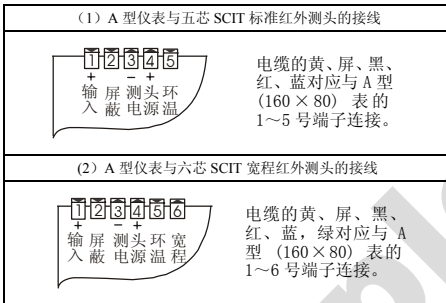 （1）A 型仪表与五芯 SCIT 标准红外测头的接线
1 2 3 4 5
+ − +
输 屏 测头 环
入 蔽 电源 温
电缆的黄、屏、黑、
红、蓝对应与 A 型
(160×80) 表的
1～5 号端子连接。
(2）A 型仪表与六芯 SCIT 宽程红外测头的接线
1 2 3 4 5 6
+ − +
输 屏 测头 环 宽
入 蔽 电源 温 程
电缆的黄、屏、黑、
红、蓝，绿对应与 A
型 (160×80) 表的
1～6 号端子连接。